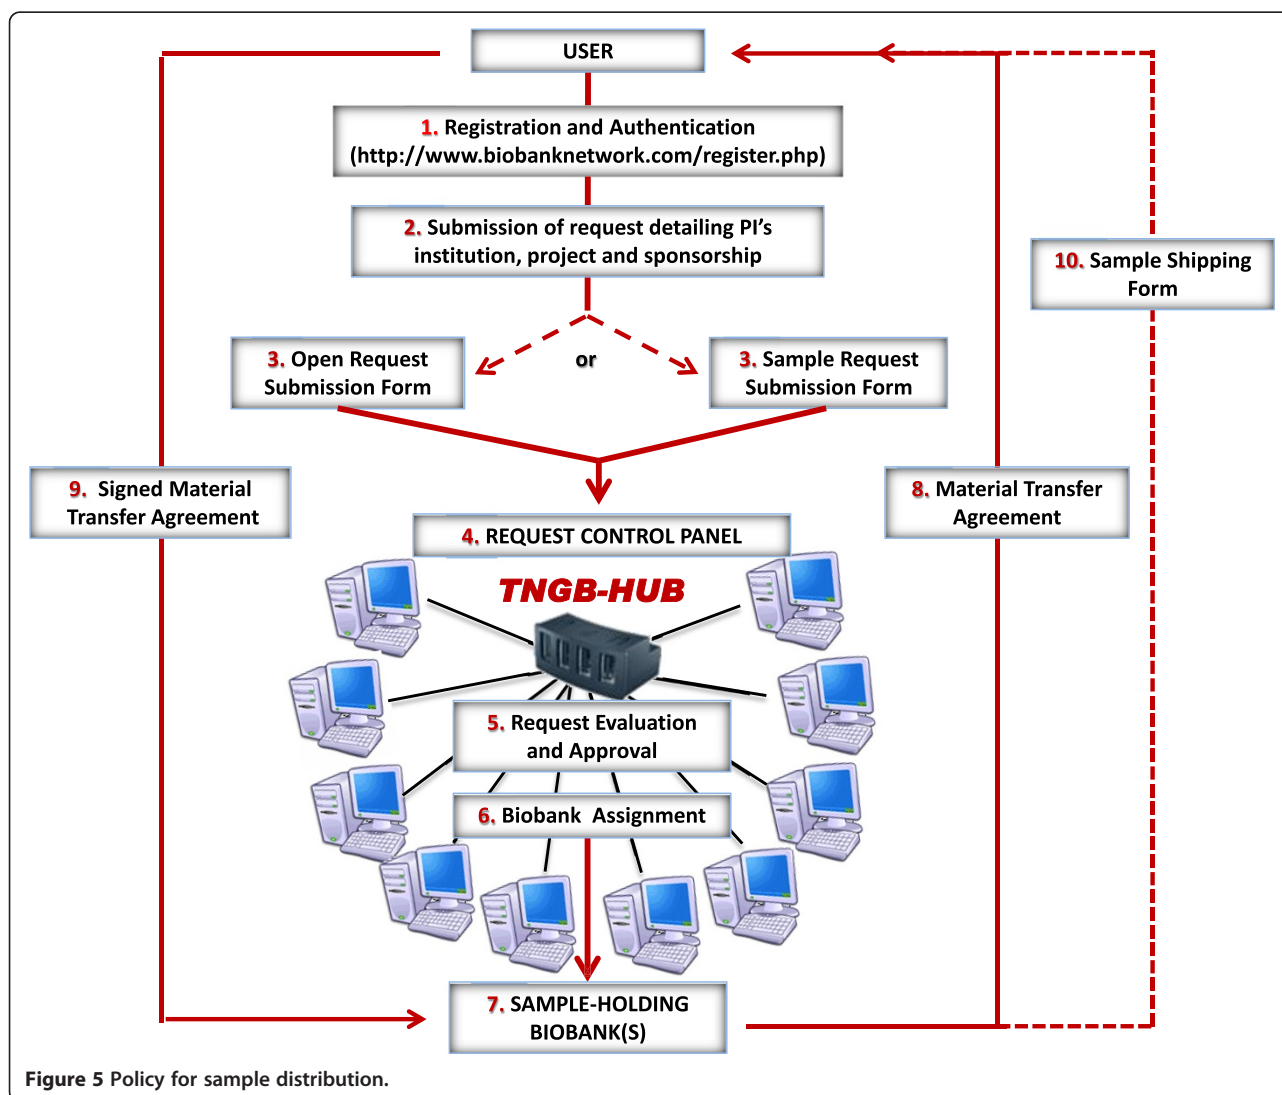 USER
1. Registration and Authentication
(http://www.biobanknetwork.com/register.php)
2. Submission of request detailing PI’s
institution, project and sponsorship
10. Sample Shipping
Form
3. Open Request
Submission Form
or
3. Sample Request
Submission Form
9. Signed Material
Transfer Agreement
8. Material Transfer
Agreement
4. REQUEST CONTROL PANEL
TNGB-HUB
5. Request Evaluation
and Approval
6. Biobank Assignment
7. SAMPLE-HOLDING
BIOBANK(S)
Figure 5 Policy for sample distribution.